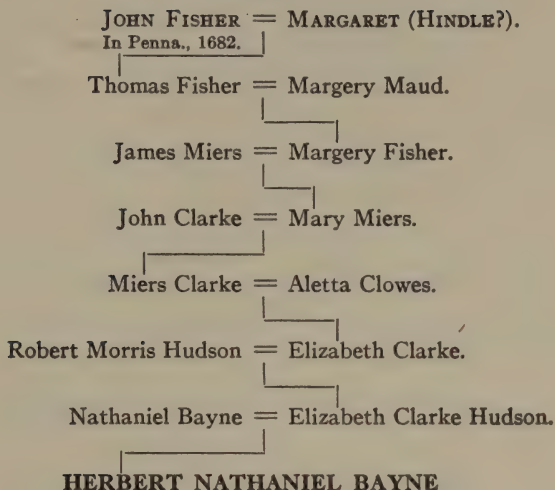 JOHN FISHER = MARGARET (HINDLE?).
In Penna., 1682.
Thomas Fisher = Margery Maud.
James Miers = Margery Fisher.
John Clarke = Mary Miers.
Miers Clarke = Aletta Clowes.
Robert Morris Hudson = Elizabeth Clarke.
Nathaniel Bayne = Elizabeth Clarke Hudson.
HERBERT NATHANIEL BAYNE